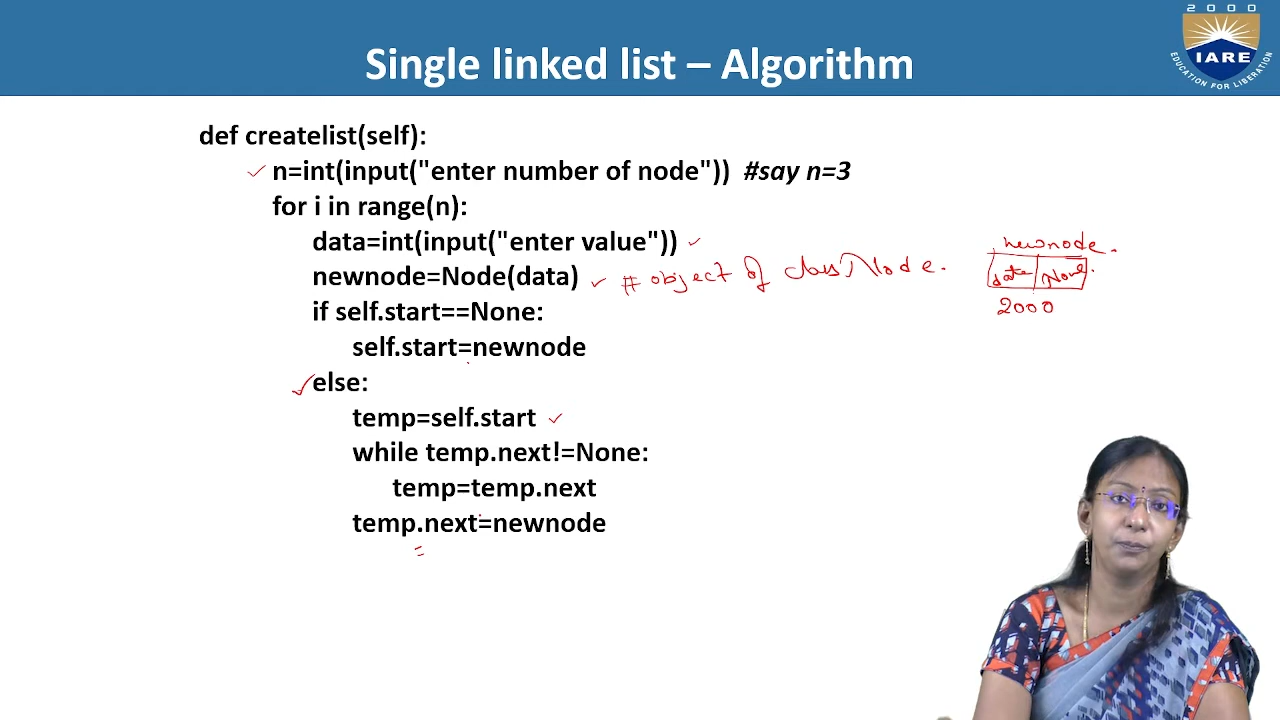 2000
IARE
EDUCATION FOR LIBERATION
Single linked list – Algorithm
def createlist(self):
n=int(input("enter number of node")) #say n=3
for i in range(n):
data=int(input("enter value"))
newnode=Node(data) # object of class Node.
newnode.
data None.
2000
if self.start==None:
self.start=newnode
else:
temp=self.start
while temp.next!=None:
temp=temp.next
temp.next=newnode